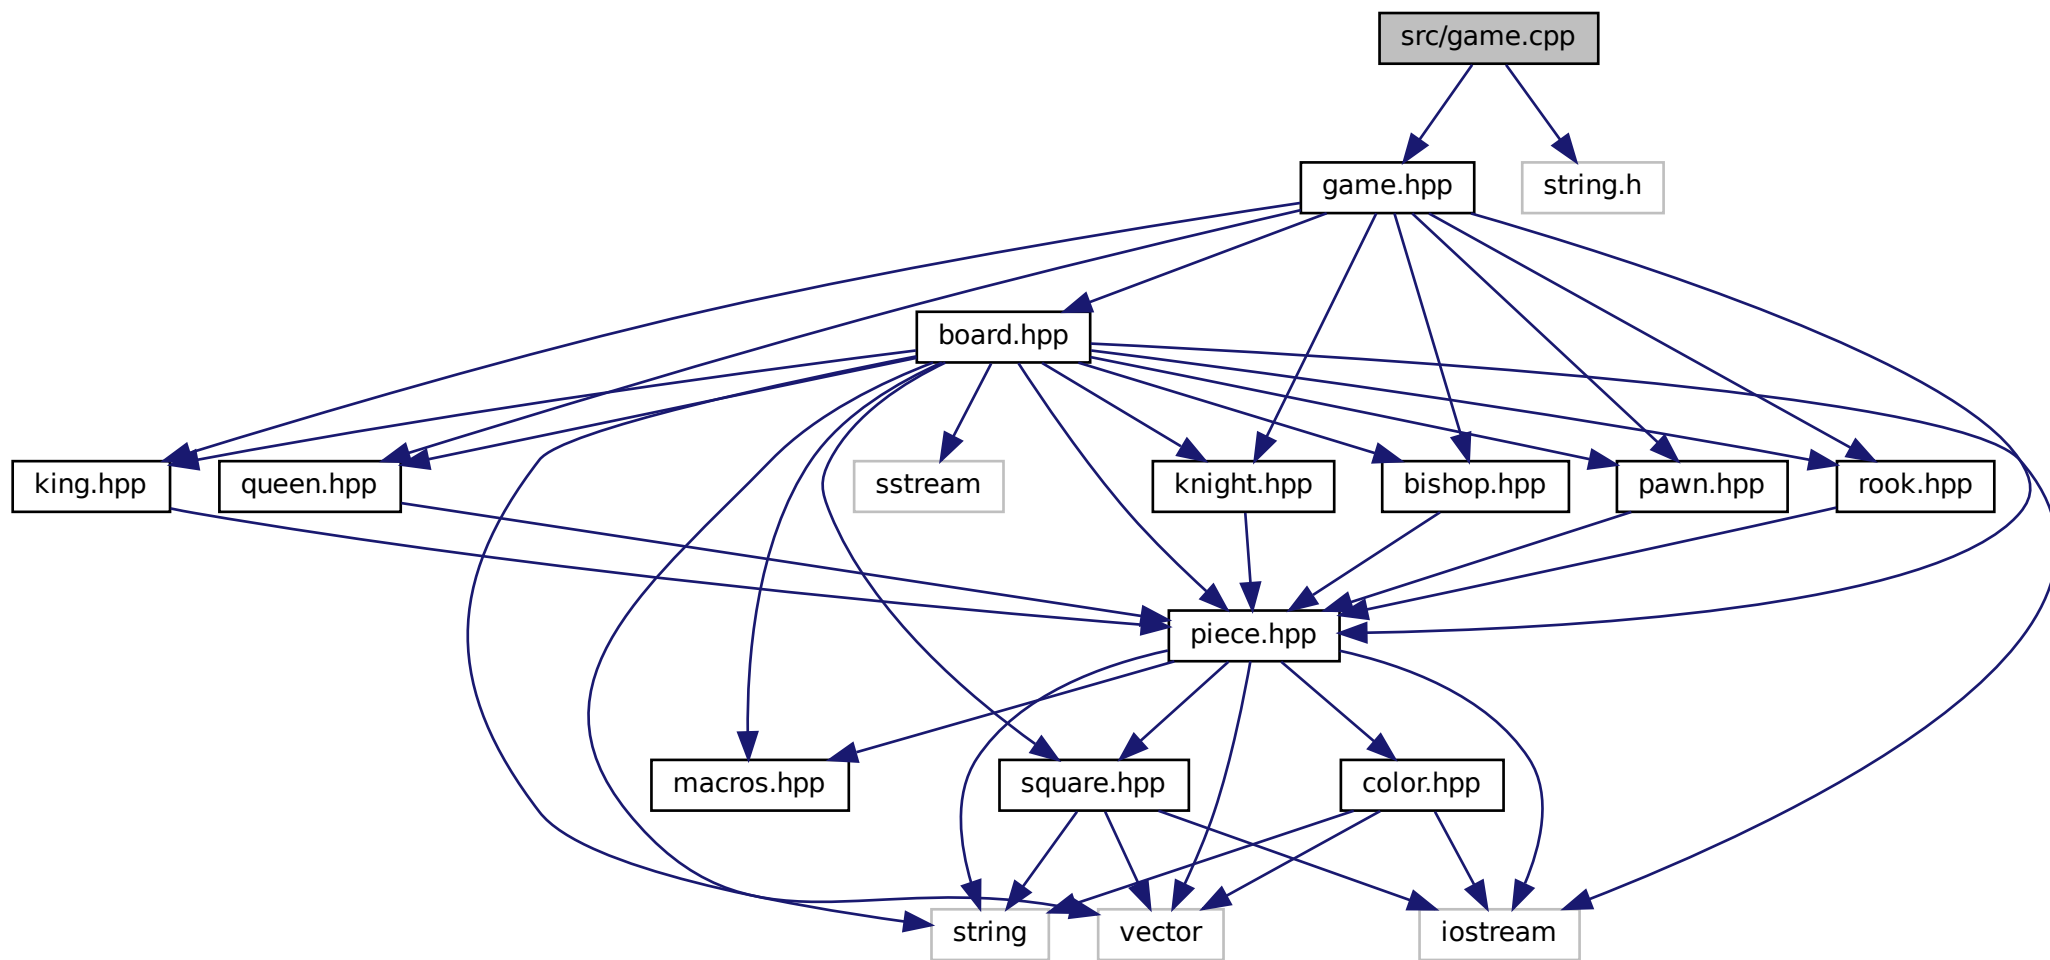 src/game.cpp
game.hpp
string.h
board.hpp
king.hpp
queen.hpp
sstream
knight.hpp
bishop.hpp
pawn.hpp
rook.hpp
piece.hpp
macros.hpp
square.hpp
color.hpp
string
vector
iostream